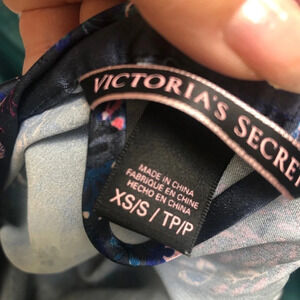 VICTORIA'S SECRET
MADE IN CHINA
FABRIQUÉ EN CHINE
HECHO EN CHINA
XS/S / TP/P